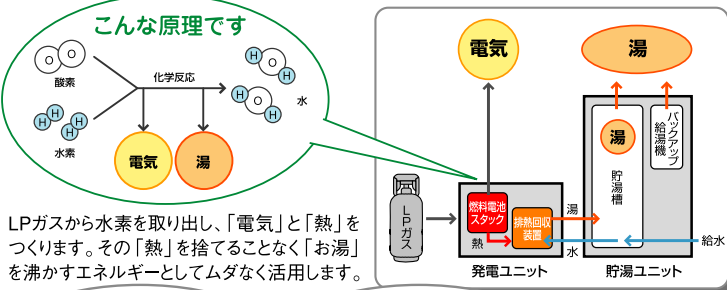 こんな原理です
O
O
酸素
H
H
H
H
水素
化学反応
H
O
H
H
O
H
水
電気
湯
LPガスから水素を取り出し、「電気」と「熱」を
つくります。その「熱」を捨てることなく「お湯」
を沸かすエネルギーとしてムダなく活用します。
電気
湯
LPガス
燃料電池
スタック
熱
排熱回収
装置
発電ユニット
湯
水
湯
貯湯槽
バックアップ
給湯機
給水
貯湯ユニット